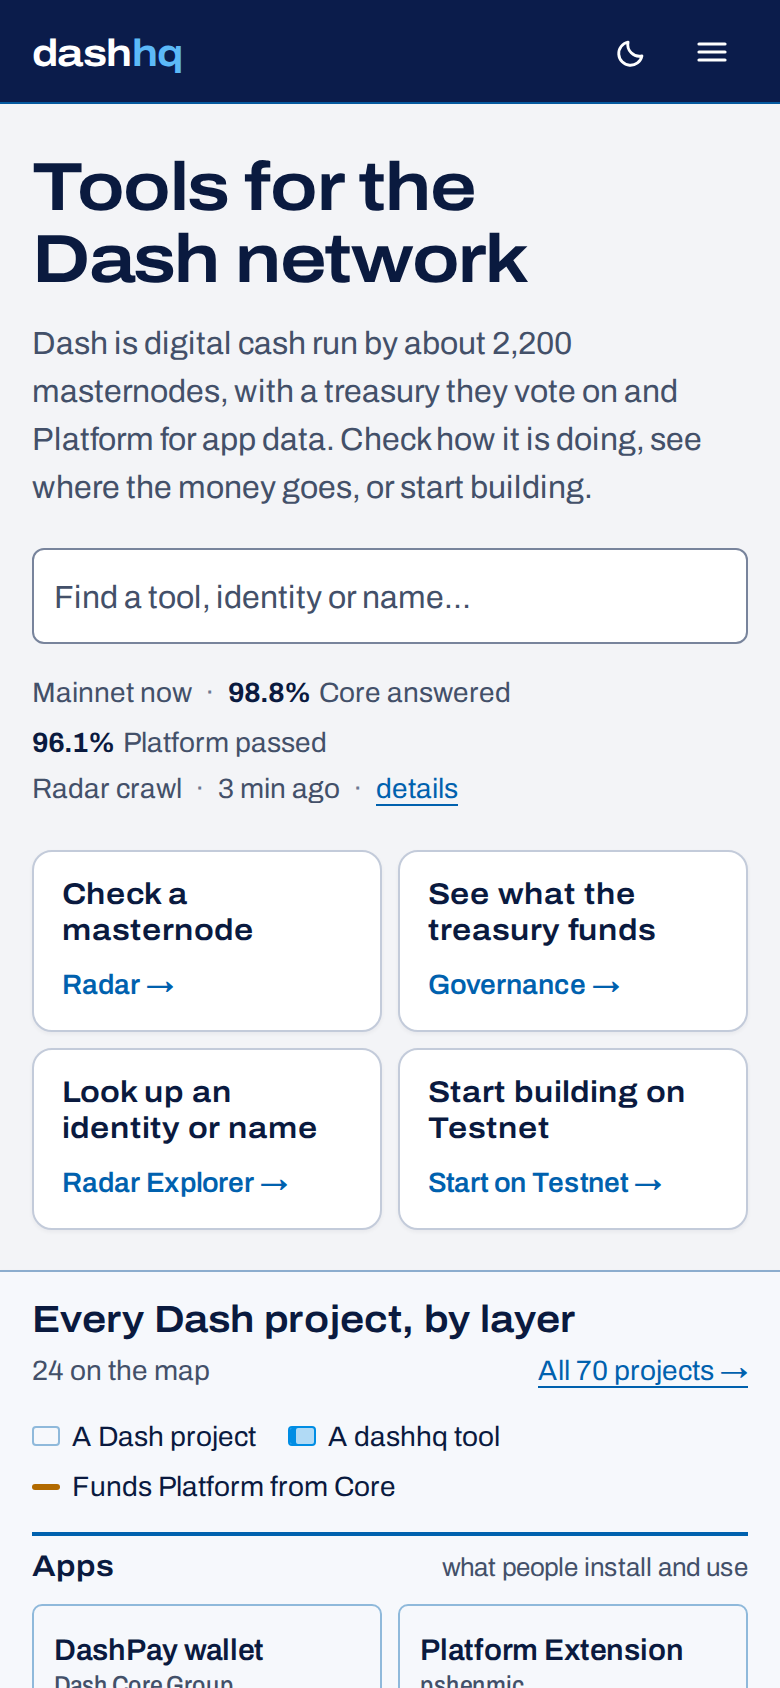 dashhq
Tools for the
Dash network
Dash is digital cash run by about 2,200
masternodes, with a treasury they vote on and
Platform for app data. Check how it is doing, see
where the money goes, or start building.
Find a tool, identity or name...
Mainnet now · 98.8% Core answered
96.1% Platform passed
Radar crawl · 3 min ago · details
Check a
masternode
Radar →
See what the
treasury funds
Governance →
Look up an
identity or name
Radar Explorer →
Start building on
Testnet
Start on Testnet →
Every Dash project, by layer
24 on the map
All 70 projects →
A Dash project
A dashhq tool
Funds Platform from Core
Apps
what people install and use
DashPay wallet
Dash Core Group
Platform Extension
pshenmic